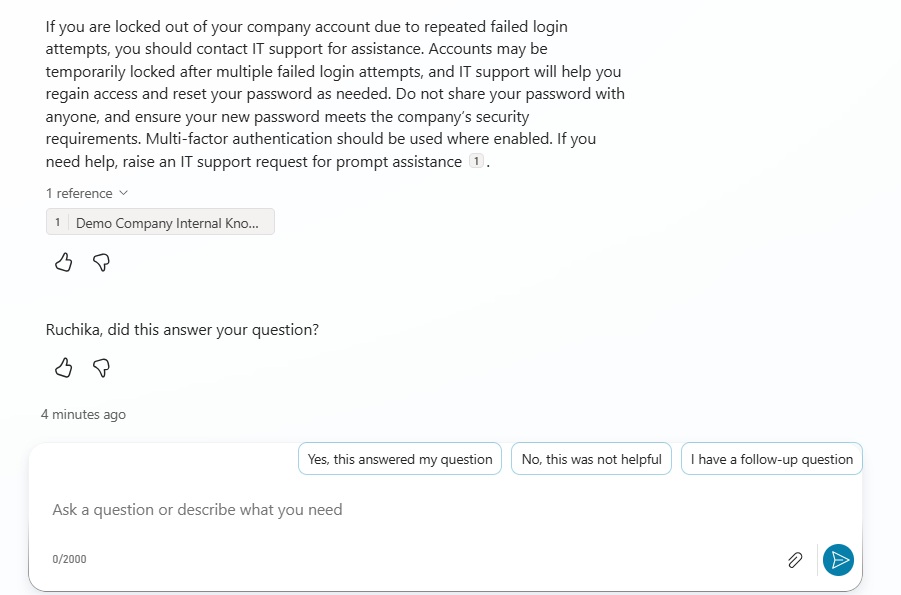 If you are locked out of your company account due to repeated failed login
attempts, you should contact IT support for assistance. Accounts may be
temporarily locked after multiple failed login attempts, and IT support will help you
regain access and reset your password as needed. Do not share your password with
anyone, and ensure your new password meets the company’s security
requirements. Multi-factor authentication should be used where enabled. If you
need help, raise an IT support request for prompt assistance 1 .
1 reference
1 Demo Company Internal Kno...
Ruchika, did this answer your question?
4 minutes ago
Yes, this answered my question No, this was not helpful I have a follow-up question
Ask a question or describe what you need
0/2000